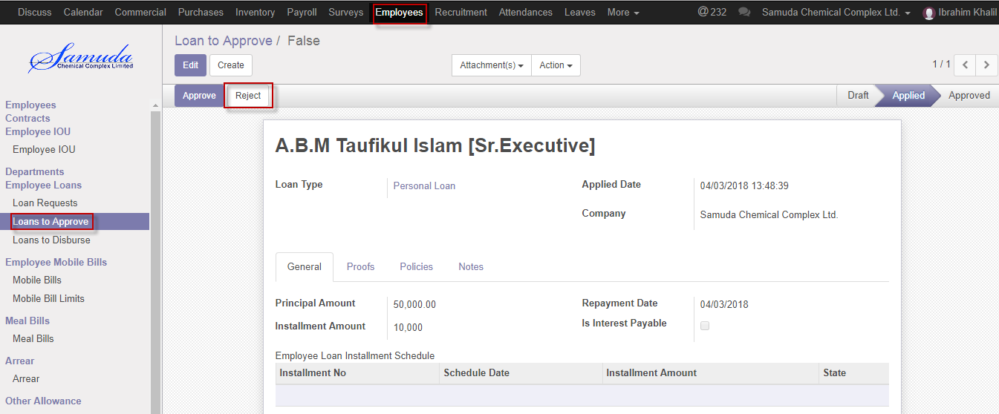 Discuss Calendar Commercial Purchases Inventory Payroll Surveys Employees Recruitment Attendances Leaves More @ 232 Samuda Chemical Complex Ltd. Ibrahim Khalil
Samuda
Chemical Complex Limited
Loan to Approve / False
Edit Create Attachment(s) Action 1 / 1
Approve Reject Draft Applied Approved
Employees
Contracts
Employee IOU
Employee IOU
Departments
Employee Loans
Loan Requests
Loans to Approve
Loans to Disburse
Employee Mobile Bills
Mobile Bills
Mobile Bill Limits
Meal Bills
Meal Bills
Arrear
Arrear
Other Allowance
A.B.M Taufikul Islam [Sr.Executive]
Loan Type Personal Loan Applied Date 04/03/2018 13:48:39
Company Samuda Chemical Complex Ltd.
General Proofs Policies Notes
Principal Amount 50,000.00 Repayment Date 04/03/2018
Installment Amount 10,000 Is Interest Payable
Employee Loan Installment Schedule
Installment No Schedule Date Installment Amount State